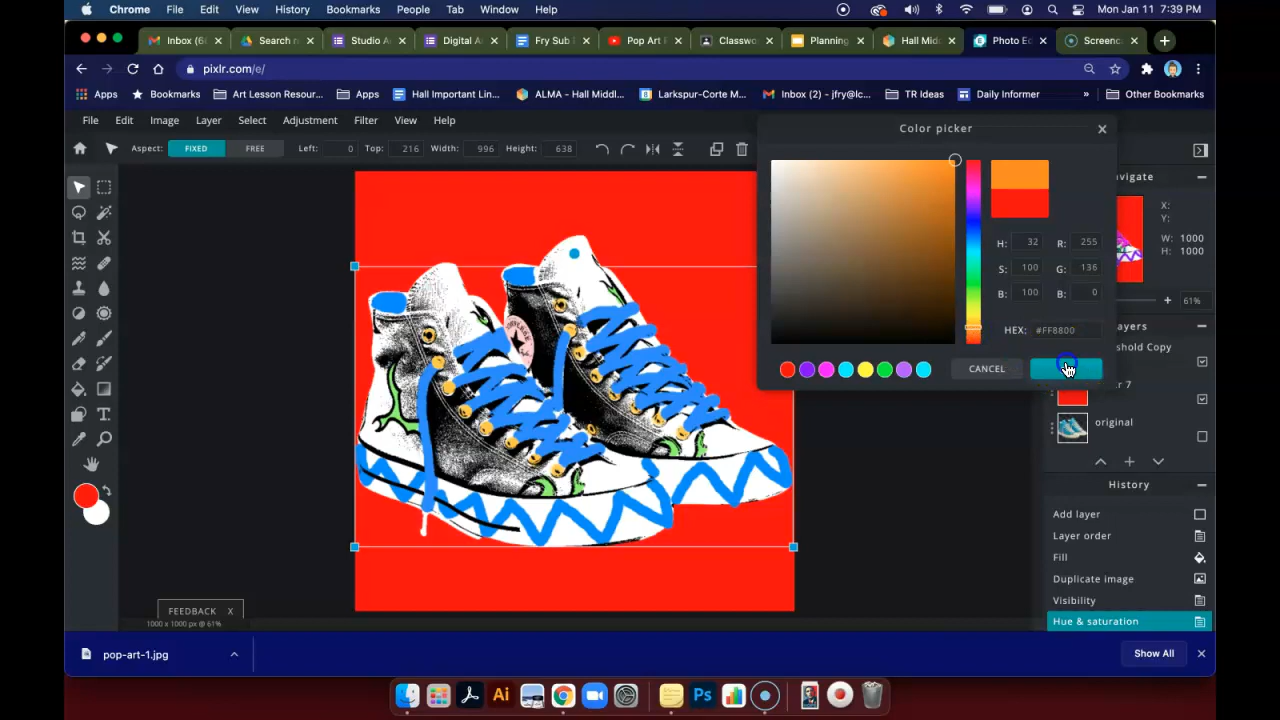 Chrome File Edit View History Bookmarks People Tab Window Help Mon Jan 11 7:39 PM
Inbox (6 Search r Studio A Digital A Fry Sub Pop Art Classwo Planning Hall Mid Photo Ed Screenc
pixlr.com/e/
Apps Bookmarks Art Lesson Resour... Apps Hall Important Lin... ALMA – Hall Middl... Larkspur-Corte M... Inbox (2) – jfry@lc... TR Ideas Daily Informer » Other Bookmarks
File Edit Image Layer Select Adjustment Filter View Help
Aspect: FIXED FREE Left: 0 Top: 216 Width: 996 Height: 638
Color picker
H: 32 R: 255
S: 100 G: 136
B: 100 B: 0
HEX: #FF8800
CANCEL
vigate
X:
Y:
W: 1000
H: 1000
61%
ayers
shold Copy
r 7
original
History
Add layer
Layer order
Fill
Duplicate image
Visibility
Hue & saturation
FEEDBACK X
1000 x 1000 px @ 61%
pop-art-1.jpg
Show All
Ai
Ps